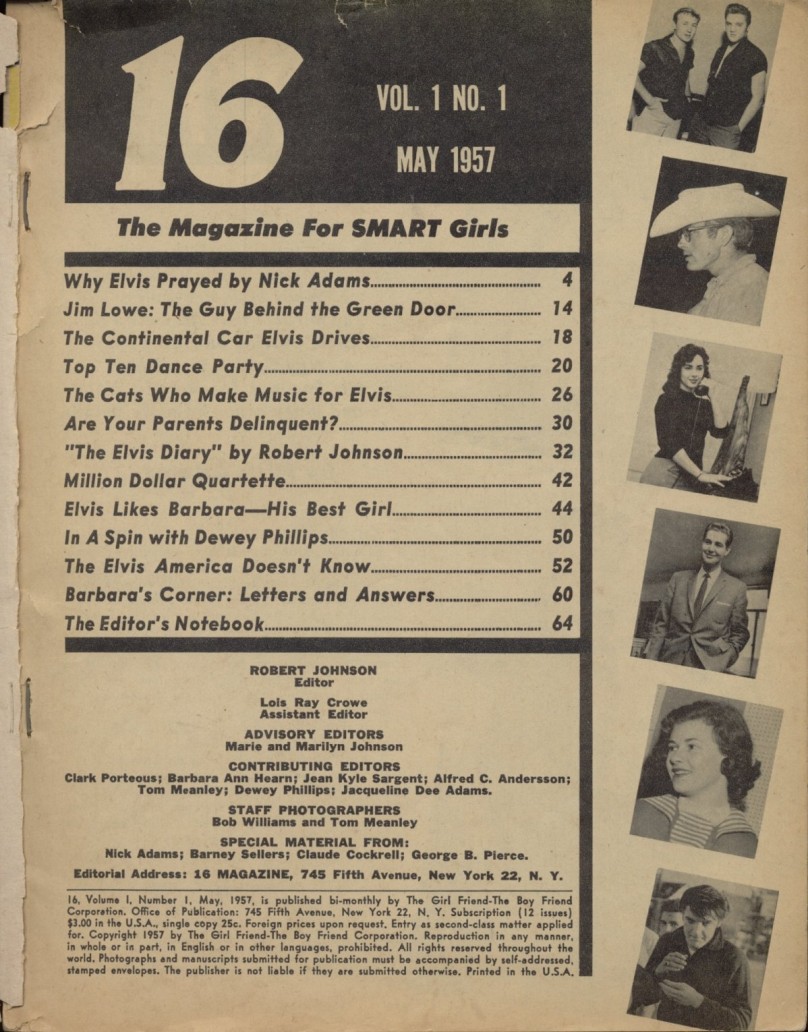 16
VOL. 1 NO. 1
MAY 1957
The Magazine For SMART Girls
Why Elvis Prayed by Nick Adams 4
Jim Lowe: The Guy Behind the Green Door 14
The Continental Car Elvis Drives 18
Top Ten Dance Party 20
The Cats Who Make Music for Elvis 26
Are Your Parents Delinquent? 30
"The Elvis Diary" by Robert Johnson 32
Million Dollar Quartette 42
Elvis Likes Barbara—His Best Girl 44
In A Spin with Dewey Phillips 50
The Elvis America Doesn't Know 52
Barbara's Corner: Letters and Answers 60
The Editor's Notebook 64
ROBERT JOHNSON
Editor
Lois Ray Crowe
Assistant Editor
ADVISORY EDITORS
Marie and Marilyn Johnson
CONTRIBUTING EDITORS
Clark Porteous; Barbara Ann Hearn; Jean Kyle Sargent; Alfred C. Andersson;
Tom Meanley; Dewey Phillips; Jacqueline Dee Adams.
STAFF PHOTOGRAPHERS
Bob Williams and Tom Meanley
SPECIAL MATERIAL FROM:
Nick Adams; Barney Sellers; Claude Cockrell; George B. Pierce.
Editorial Address: 16 MAGAZINE, 745 Fifth Avenue, New York 22, N. Y.
16, Volume I, Number I, May, 1957, is published bi-monthly by The Girl Friend-The Boy Friend
Corporation. Office of Publication: 745 Fifth Avenue, New York 22, N. Y. Subscription (12 issues)
$3.00 in the U.S.A., single copy 25c. Foreign prices upon request. Entry as second-class matter applied
for. Copyright 1957 by The Girl Friend-The Boy Friend Corporation. Reproduction in any manner,
in whole or in part, in English or in other languages, prohibited. All rights reserved throughout the
world. Photographs and manuscripts submitted for publication must be accompanied by self-addressed,
stamped envelopes. The publisher is not liable if they are submitted otherwise. Printed in the U.S.A.